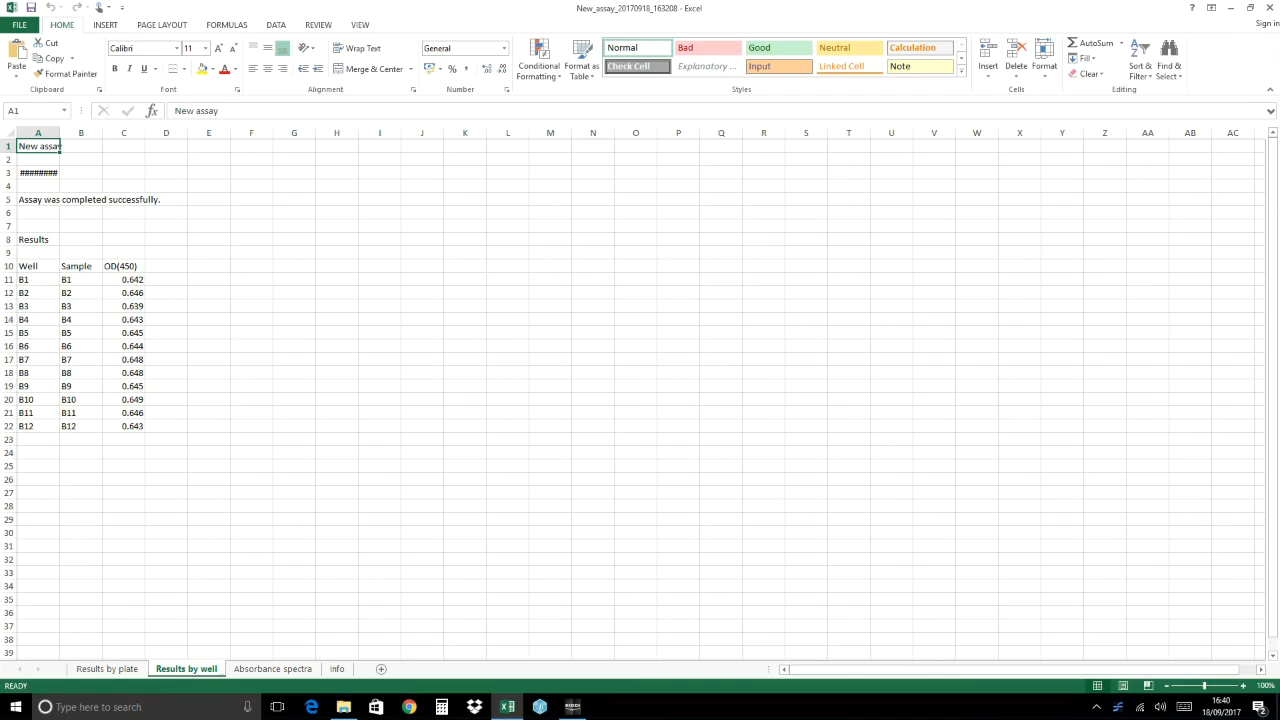 New_assay_20170918_163208 - Excel
Sign in
FILE HOME INSERT PAGE LAYOUT FORMULAS DATA REVIEW VIEW
Paste
Cut
Copy
Format Painter
Clipboard
Calibri 11
B U A
Font
Wrap Text
Merge & Center
Alignment
General
%
Number
Conditional Formatting
Format as Table
Normal Bad Good Neutral Calculation
Check Cell Explanatory ... Input Linked Cell Note
Styles
Insert Delete Format
Cells
AutoSum
Fill
Clear
Sort & Filter
Find & Select
Editing
A1 fx New assay
A B C D E F G H I J K L M N O P Q R S T U V W X Y Z AA AB AC
1 New assay
2
3 ########
4
5 Assay was completed successfully.
6
7
8 Results
9
10 Well Sample OD(450)
11 B1 B1 0.642
12 B2 B2 0.646
13 B3 B3 0.639
14 B4 B4 0.643
15 B5 B5 0.645
16 B6 B6 0.644
17 B7 B7 0.648
18 B8 B8 0.648
19 B9 B9 0.645
20 B10 B10 0.649
21 B11 B11 0.646
22 B12 B12 0.643
23
24
25
26
27
28
29
30
31
32
33
34
35
36
37
38
39
Results by plate Results by well Absorbance spectra Info
READY 100%
Type here to search
16:40
18/09/2017
2